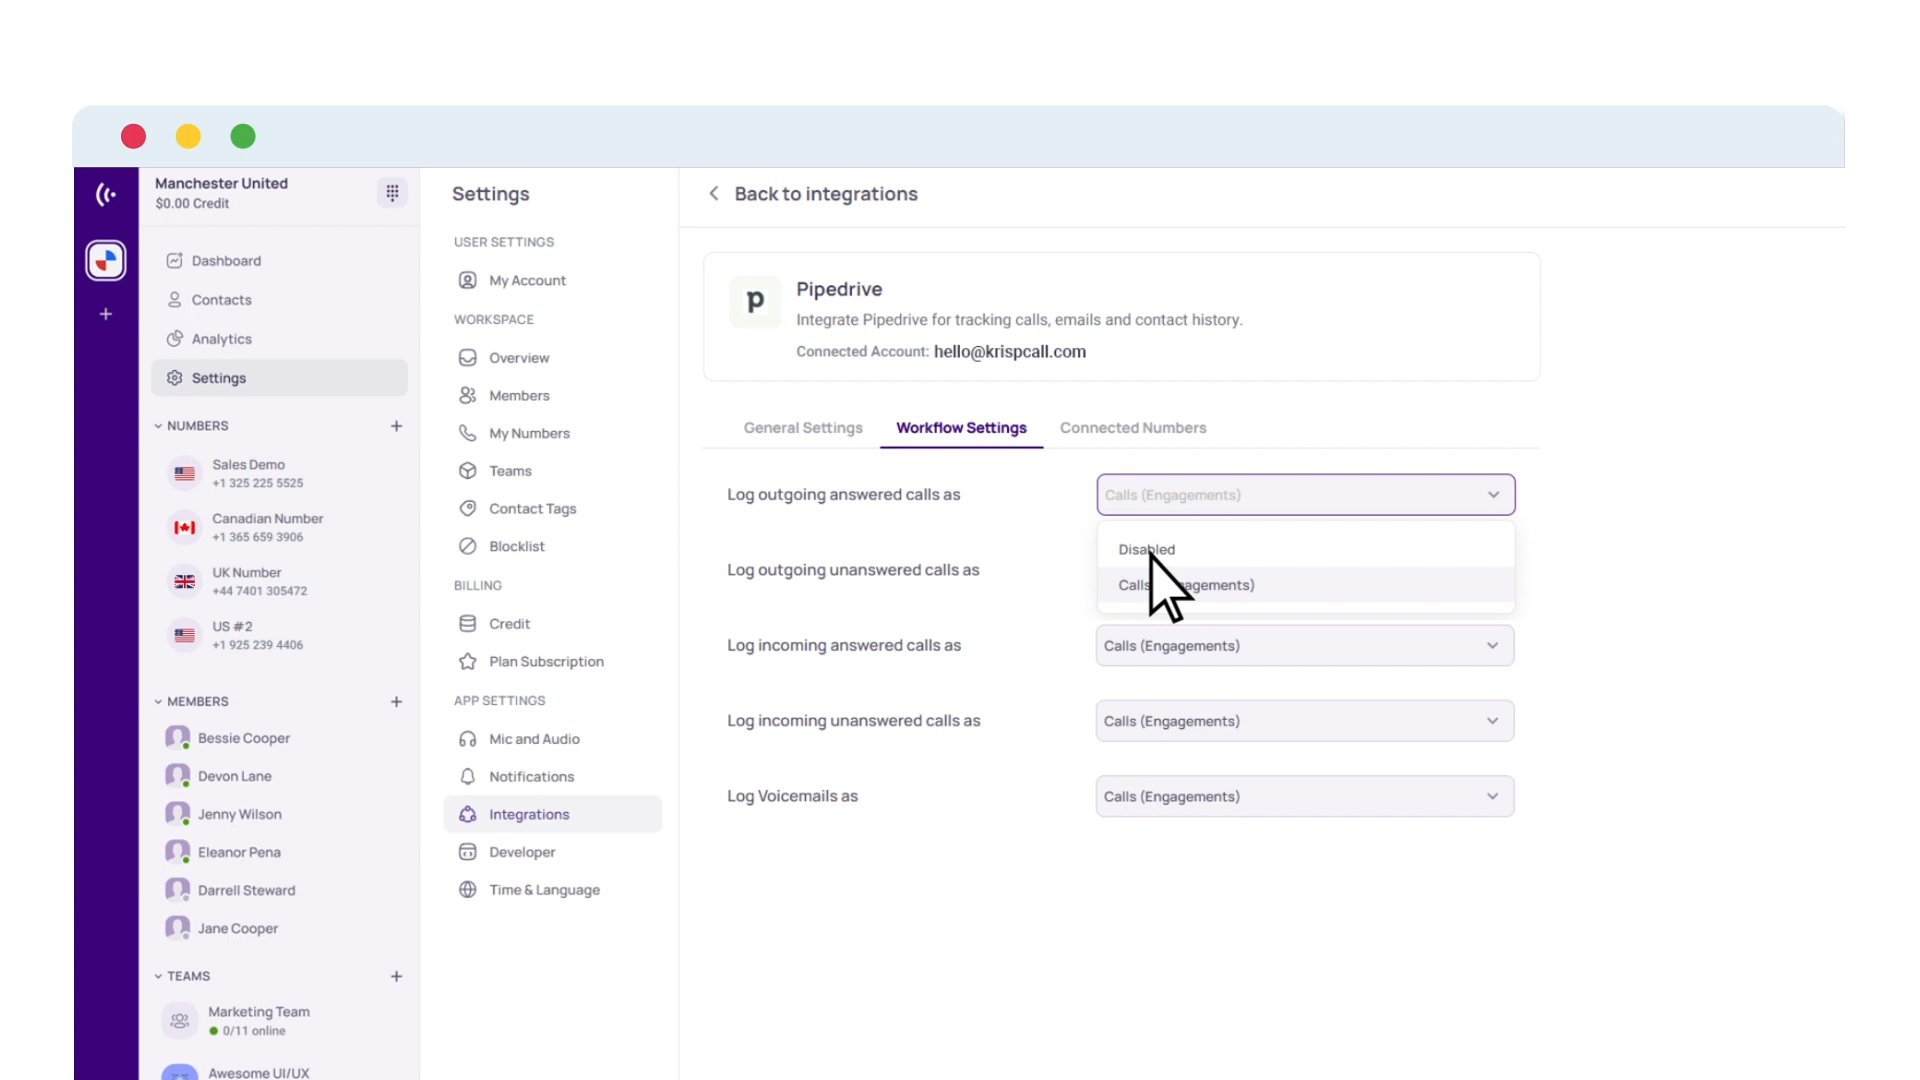 Manchester United
$0.00 Credit
Dashboard
Contacts
Analytics
Settings
NUMBERS
Sales Demo
+1 325 225 5525
Canadian Number
+1 365 659 3906
UK Number
+44 7401 305472
US #2
+1 925 239 4406
MEMBERS
Bessie Cooper
Devon Lane
Jenny Wilson
Eleanor Pena
Darrell Steward
Jane Cooper
TEAMS
Marketing Team
0/11 online
Awesome UI/UX
Settings
USER SETTINGS
My Account
WORKSPACE
Overview
Members
My Numbers
Teams
Contact Tags
Blocklist
BILLING
Credit
Plan Subscription
APP SETTINGS
Mic and Audio
Notifications
Integrations
Developer
Time & Language
Back to integrations
p
Pipedrive
Integrate Pipedrive for tracking calls, emails and contact history.
Connected Account: hello@krispcall.com
General Settings
Workflow Settings
Connected Numbers
Log outgoing answered calls as
Calls (Engagements)
Disabled
Calls (Engagements)
Log outgoing unanswered calls as
Log incoming answered calls as
Calls (Engagements)
Log incoming unanswered calls as
Calls (Engagements)
Log Voicemails as
Calls (Engagements)